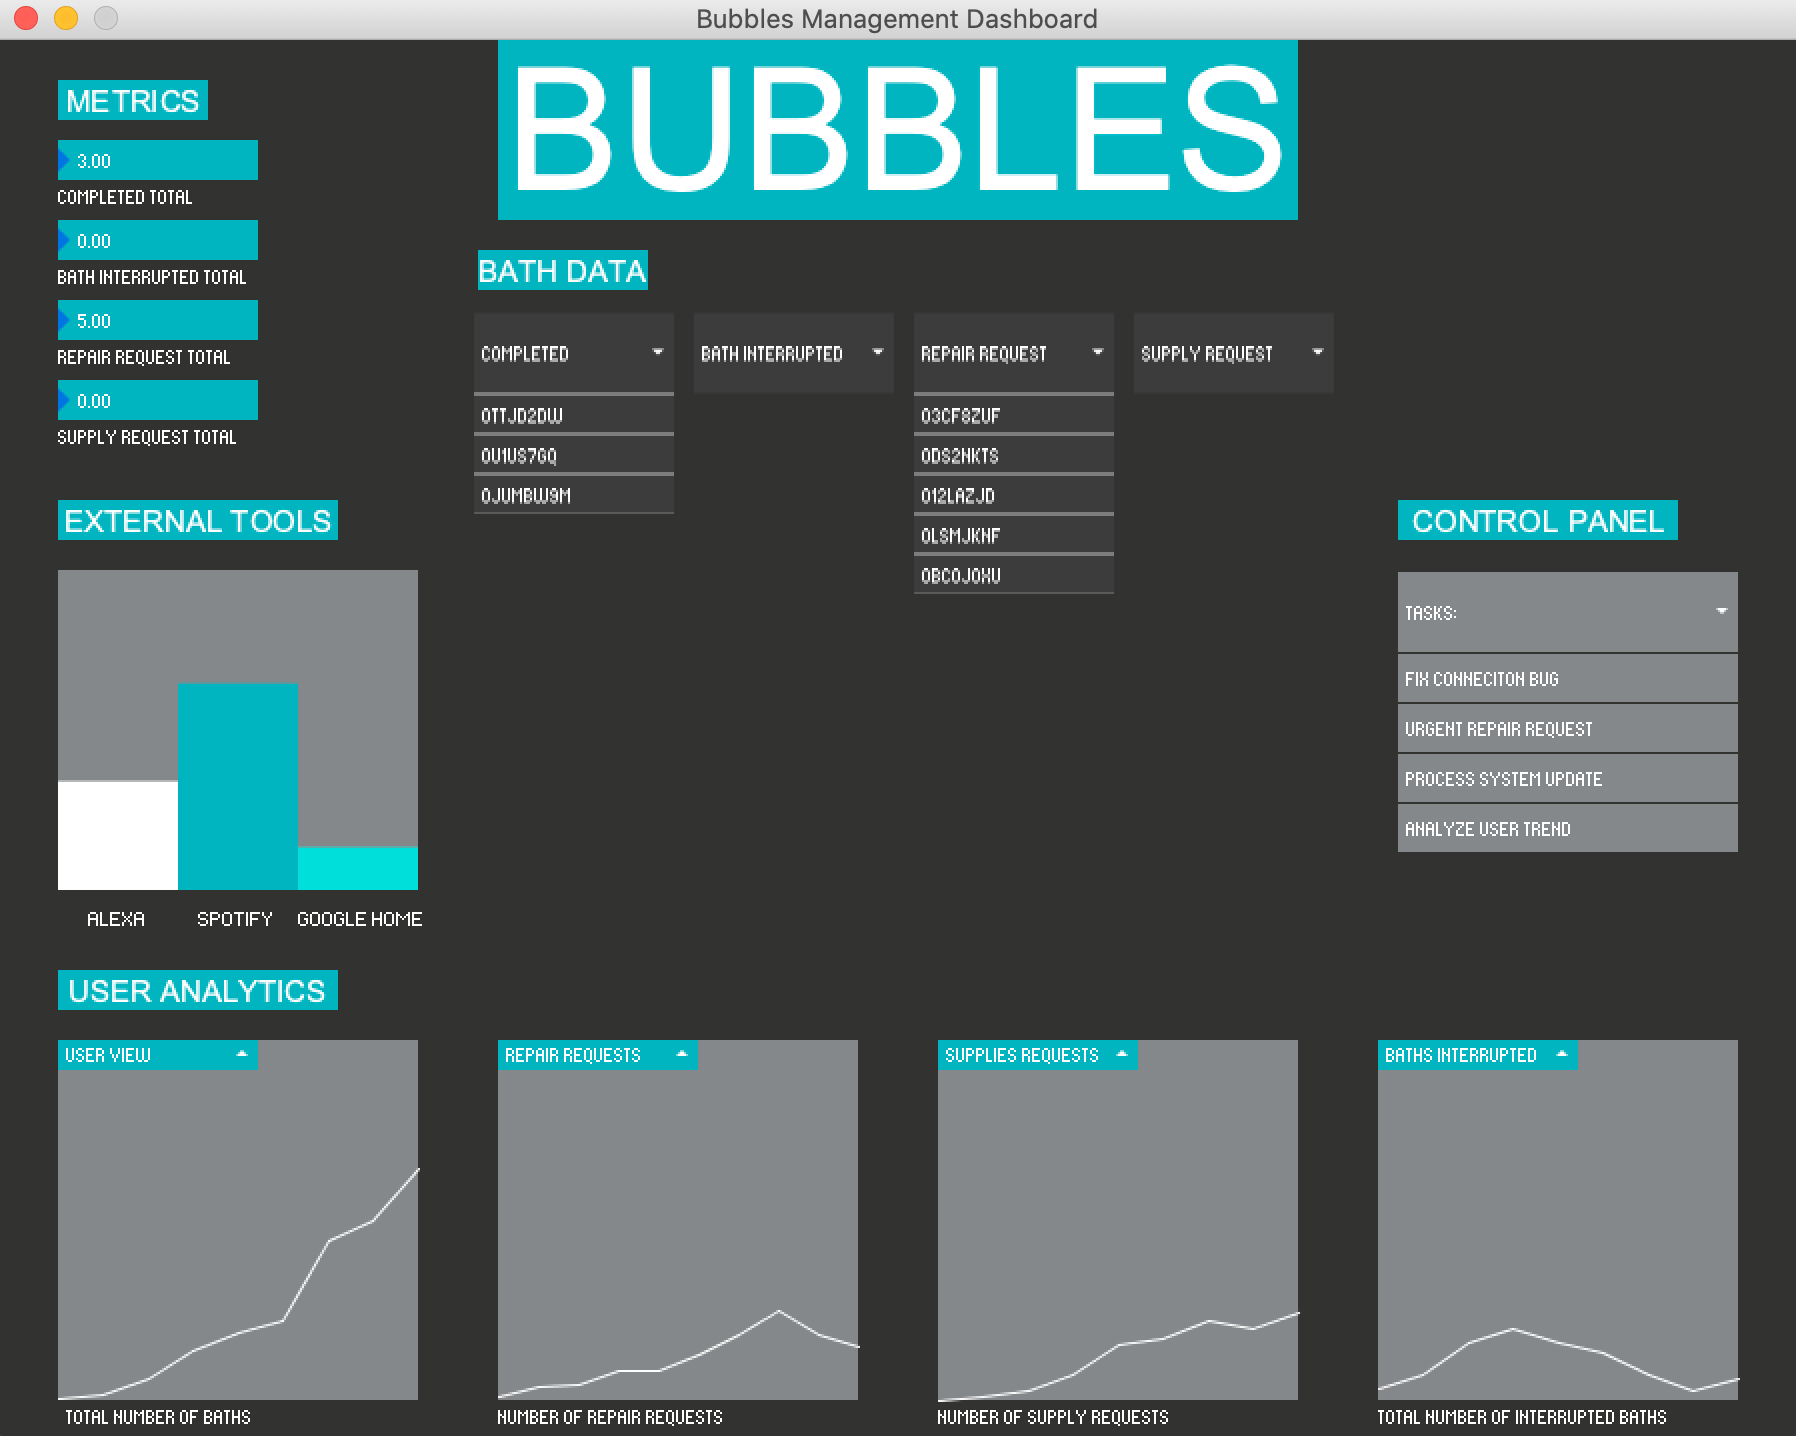 Bubbles Management Dashboard
BUBBLES
METRICS
3.00
COMPLETED TOTAL
0.00
BATH INTERRUPTED TOTAL
5.00
REPAIR REQUEST TOTAL
0.00
SUPPLY REQUEST TOTAL
BATH DATA
COMPLETED
0TTJD2DW
0U1US7GQ
0JUMBW9M
BATH INTERRUPTED
REPAIR REQUEST
03CF8ZUF
0DS2NKTS
012LAZJD
0LSMJKNF
0BC0J0XU
SUPPLY REQUEST
EXTERNAL TOOLS
ALEXA
SPOTIFY
GOOGLE HOME
CONTROL PANEL
TASKS:
FIX CONNECITON BUG
URGENT REPAIR REQUEST
PROCESS SYSTEM UPDATE
ANALYZE USER TREND
USER ANALYTICS
USER VIEW
TOTAL NUMBER OF BATHS
REPAIR REQUESTS
NUMBER OF REPAIR REQUESTS
SUPPLIES REQUESTS
NUMBER OF SUPPLY REQUESTS
BATHS INTERRUPTED
TOTAL NUMBER OF INTERRUPTED BATHS